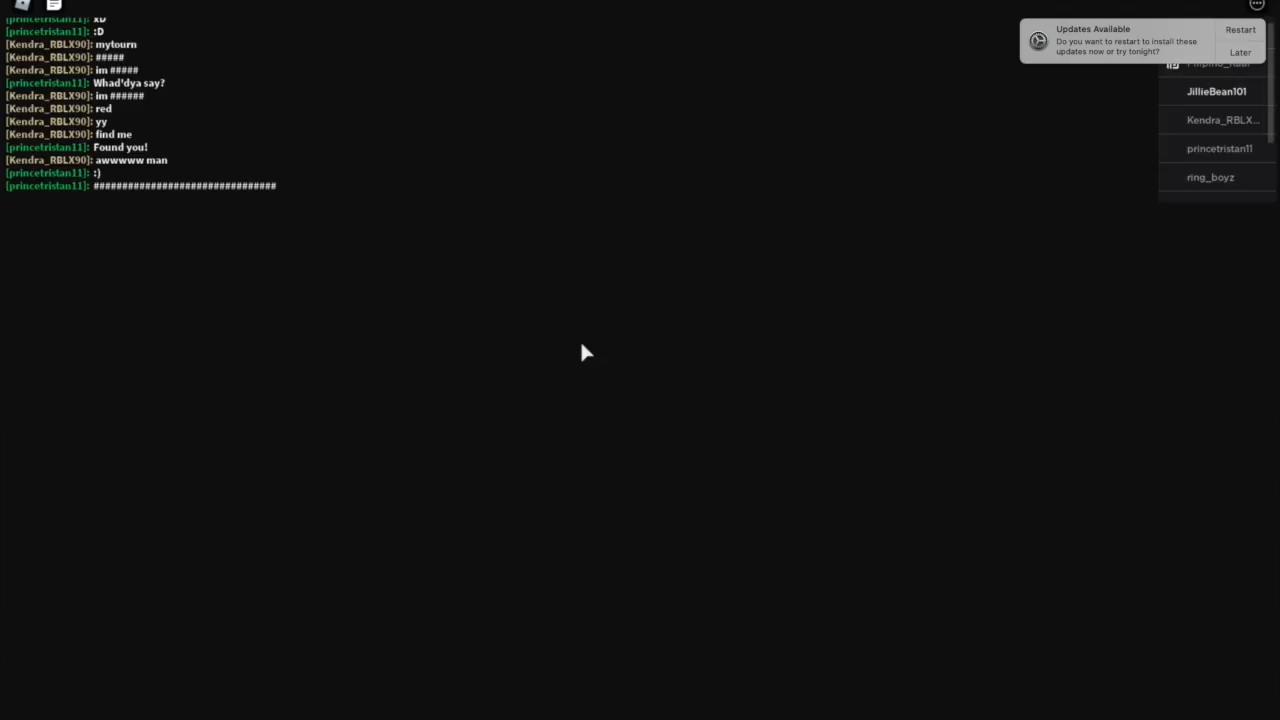 [princetristan11]: xD
[princetristan11]: :D
[Kendra_RBLX90]: mytourn
[Kendra_RBLX90]: #####
[Kendra_RBLX90]: im #####
[princetristan11]: Whad'dya say?
[Kendra_RBLX90]: im ######
[Kendra_RBLX90]: red
[Kendra_RBLX90]: yy
[Kendra_RBLX90]: find me
[princetristan11]: Found you!
[Kendra_RBLX90]: awwwww man
[princetristan11]: :)
[princetristan11]: ################################
Updates Available
Do you want to restart to install these
updates now or try tonight?
Restart
Later
JillieBean101
Kendra_RBLX...
princetristan11
ring_boyz